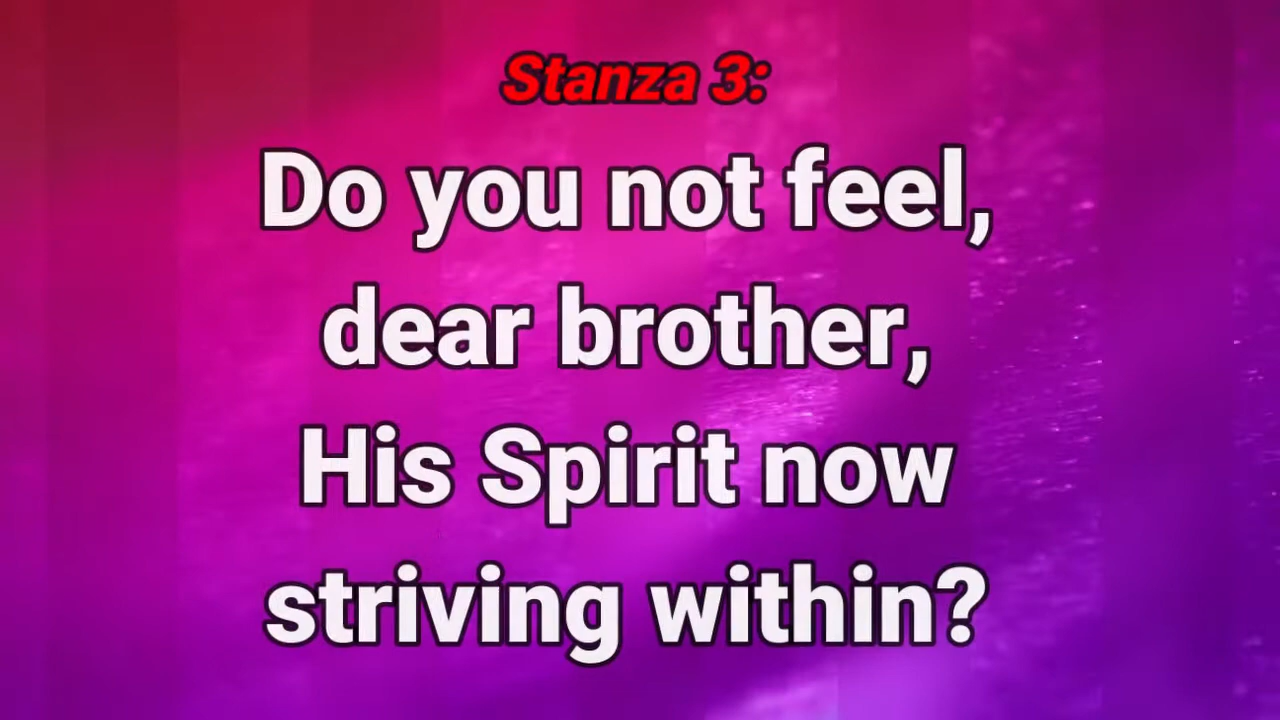 Stanza 3:
Do you not feel,
dear brother,
His Spirit now
striving within?